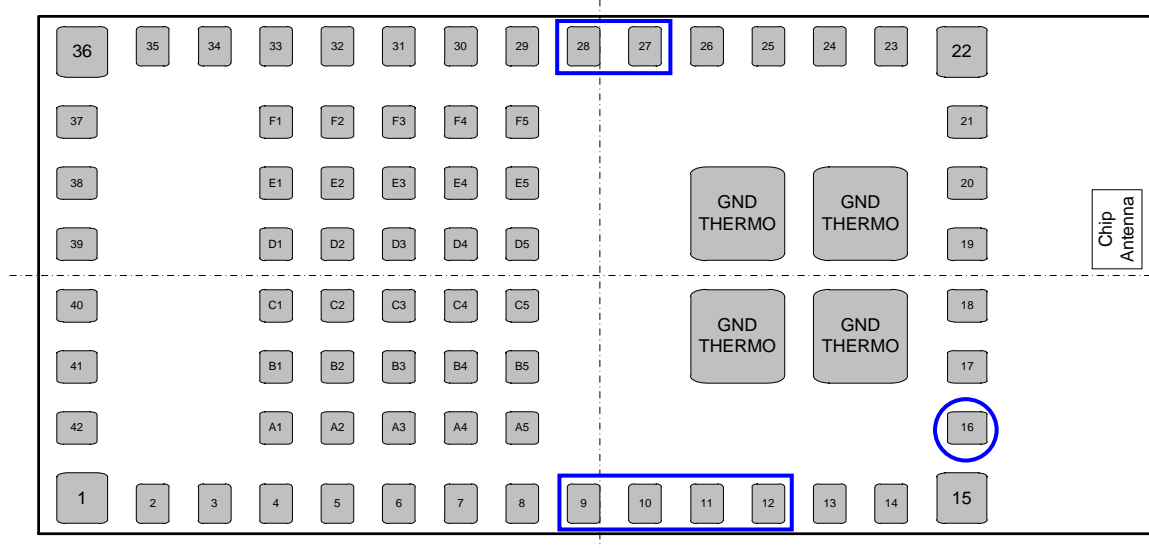 36 35 34 33 32 31 30 29 28 27 26 25 24 23 22
37 F1 F2 F3 F4 F5 21
38 E1 E2 E3 E4 E5 20
GND
THERMO
GND
THERMO
39 D1 D2 D3 D4 D5 19
Chip
Antenna
40 C1 C2 C3 C4 C5 18
GND
THERMO
GND
THERMO
41 B1 B2 B3 B4 B5 17
42 A1 A2 A3 A4 A5 16
1 2 3 4 5 6 7 8 9 10 11 12 13 14 15